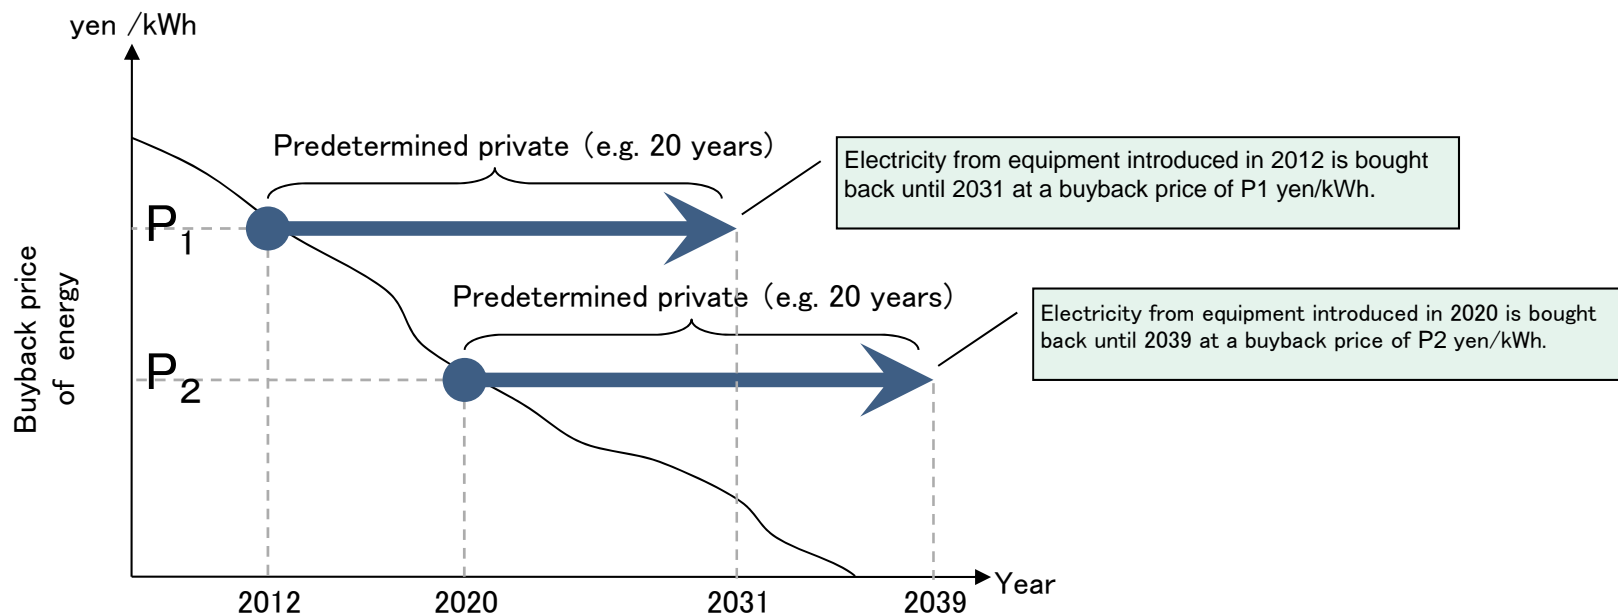 yen /kWh
Predetermined private (e.g. 20 years)
Electricity from equipment introduced in 2012 is bought
back until 2031 at a buyback price of P1 yen/kWh.
P1
Buyback price
of energy
Predetermined private (e.g. 20 years)
Electricity from equipment introduced in 2020 is bought
back until 2039 at a buyback price of P2 yen/kWh.
P2
Year
2012
2020
2031
2039